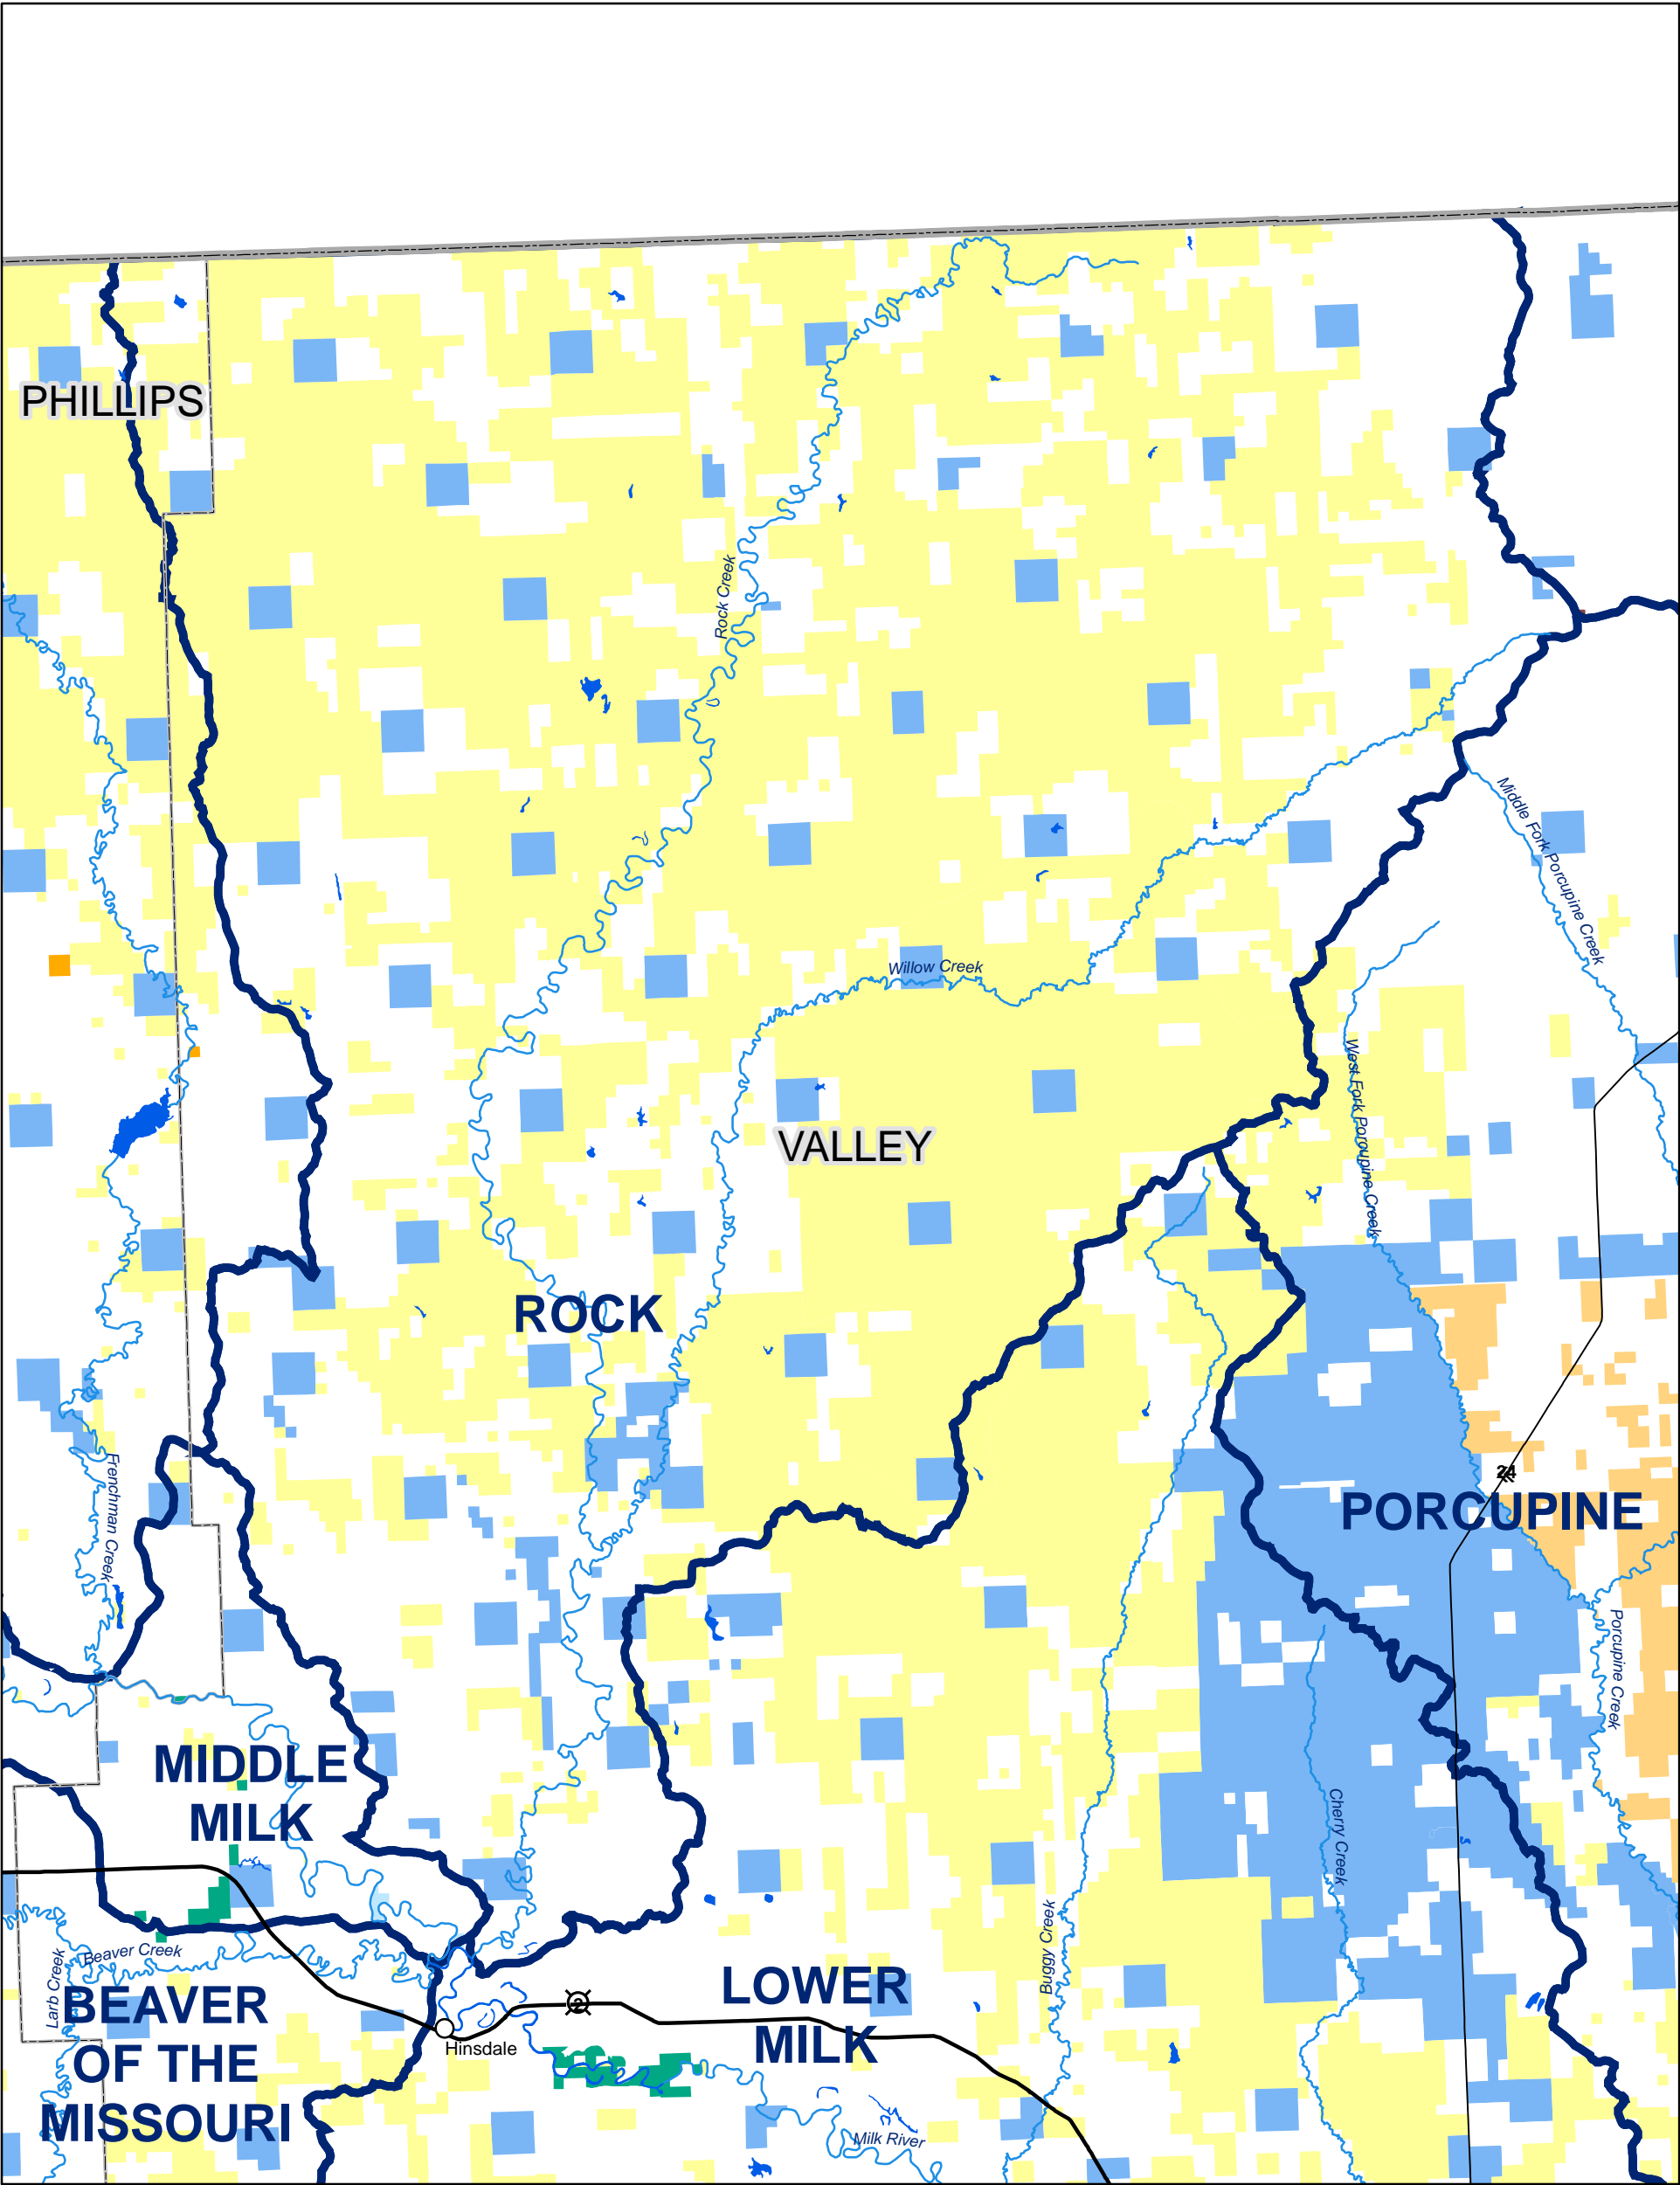 PHILLIPS
Rock Creek
Middle Fork Porcupine Creek
Willow Creek
West Fork Porcupine Creek
VALLEY
ROCK
Frenchman Creek
24
PORCUPINE
Porcupine Creek
MIDDLE
MILK
Cherry Creek
Buggy Creek
Beaver Creek
Larb Creek
BEAVER
OF THE
MISSOURI
LOWER
MILK
2
Hinsdale
Milk River